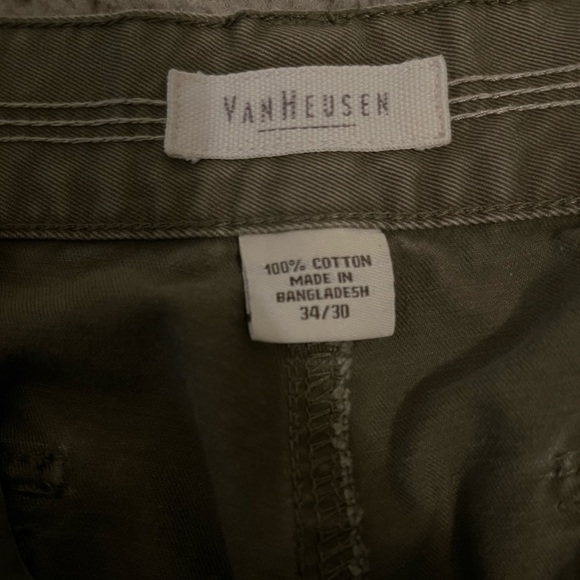 VANHEUSEN
100% COTTON
MADE IN
BANGLADESH
34/30